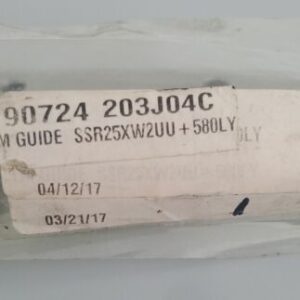 90724 203J04C
M GUIDE SSR25XW2UU+580LY
04/12/17
03/21/17